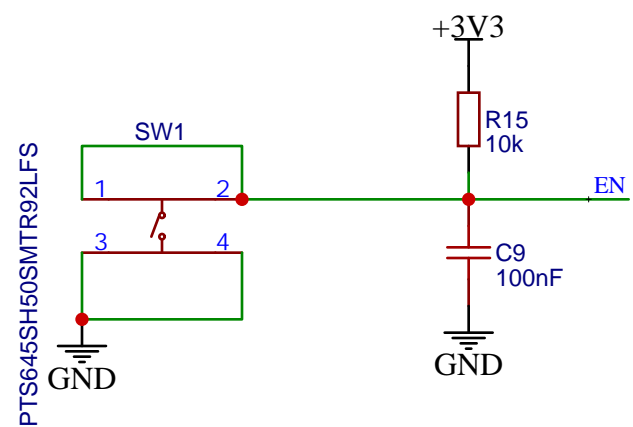 +3V3
R15
10k
SW1
1 2
EN
3 4
C9
100nF
GND
GND
PTS645SH50SMTR92LFS